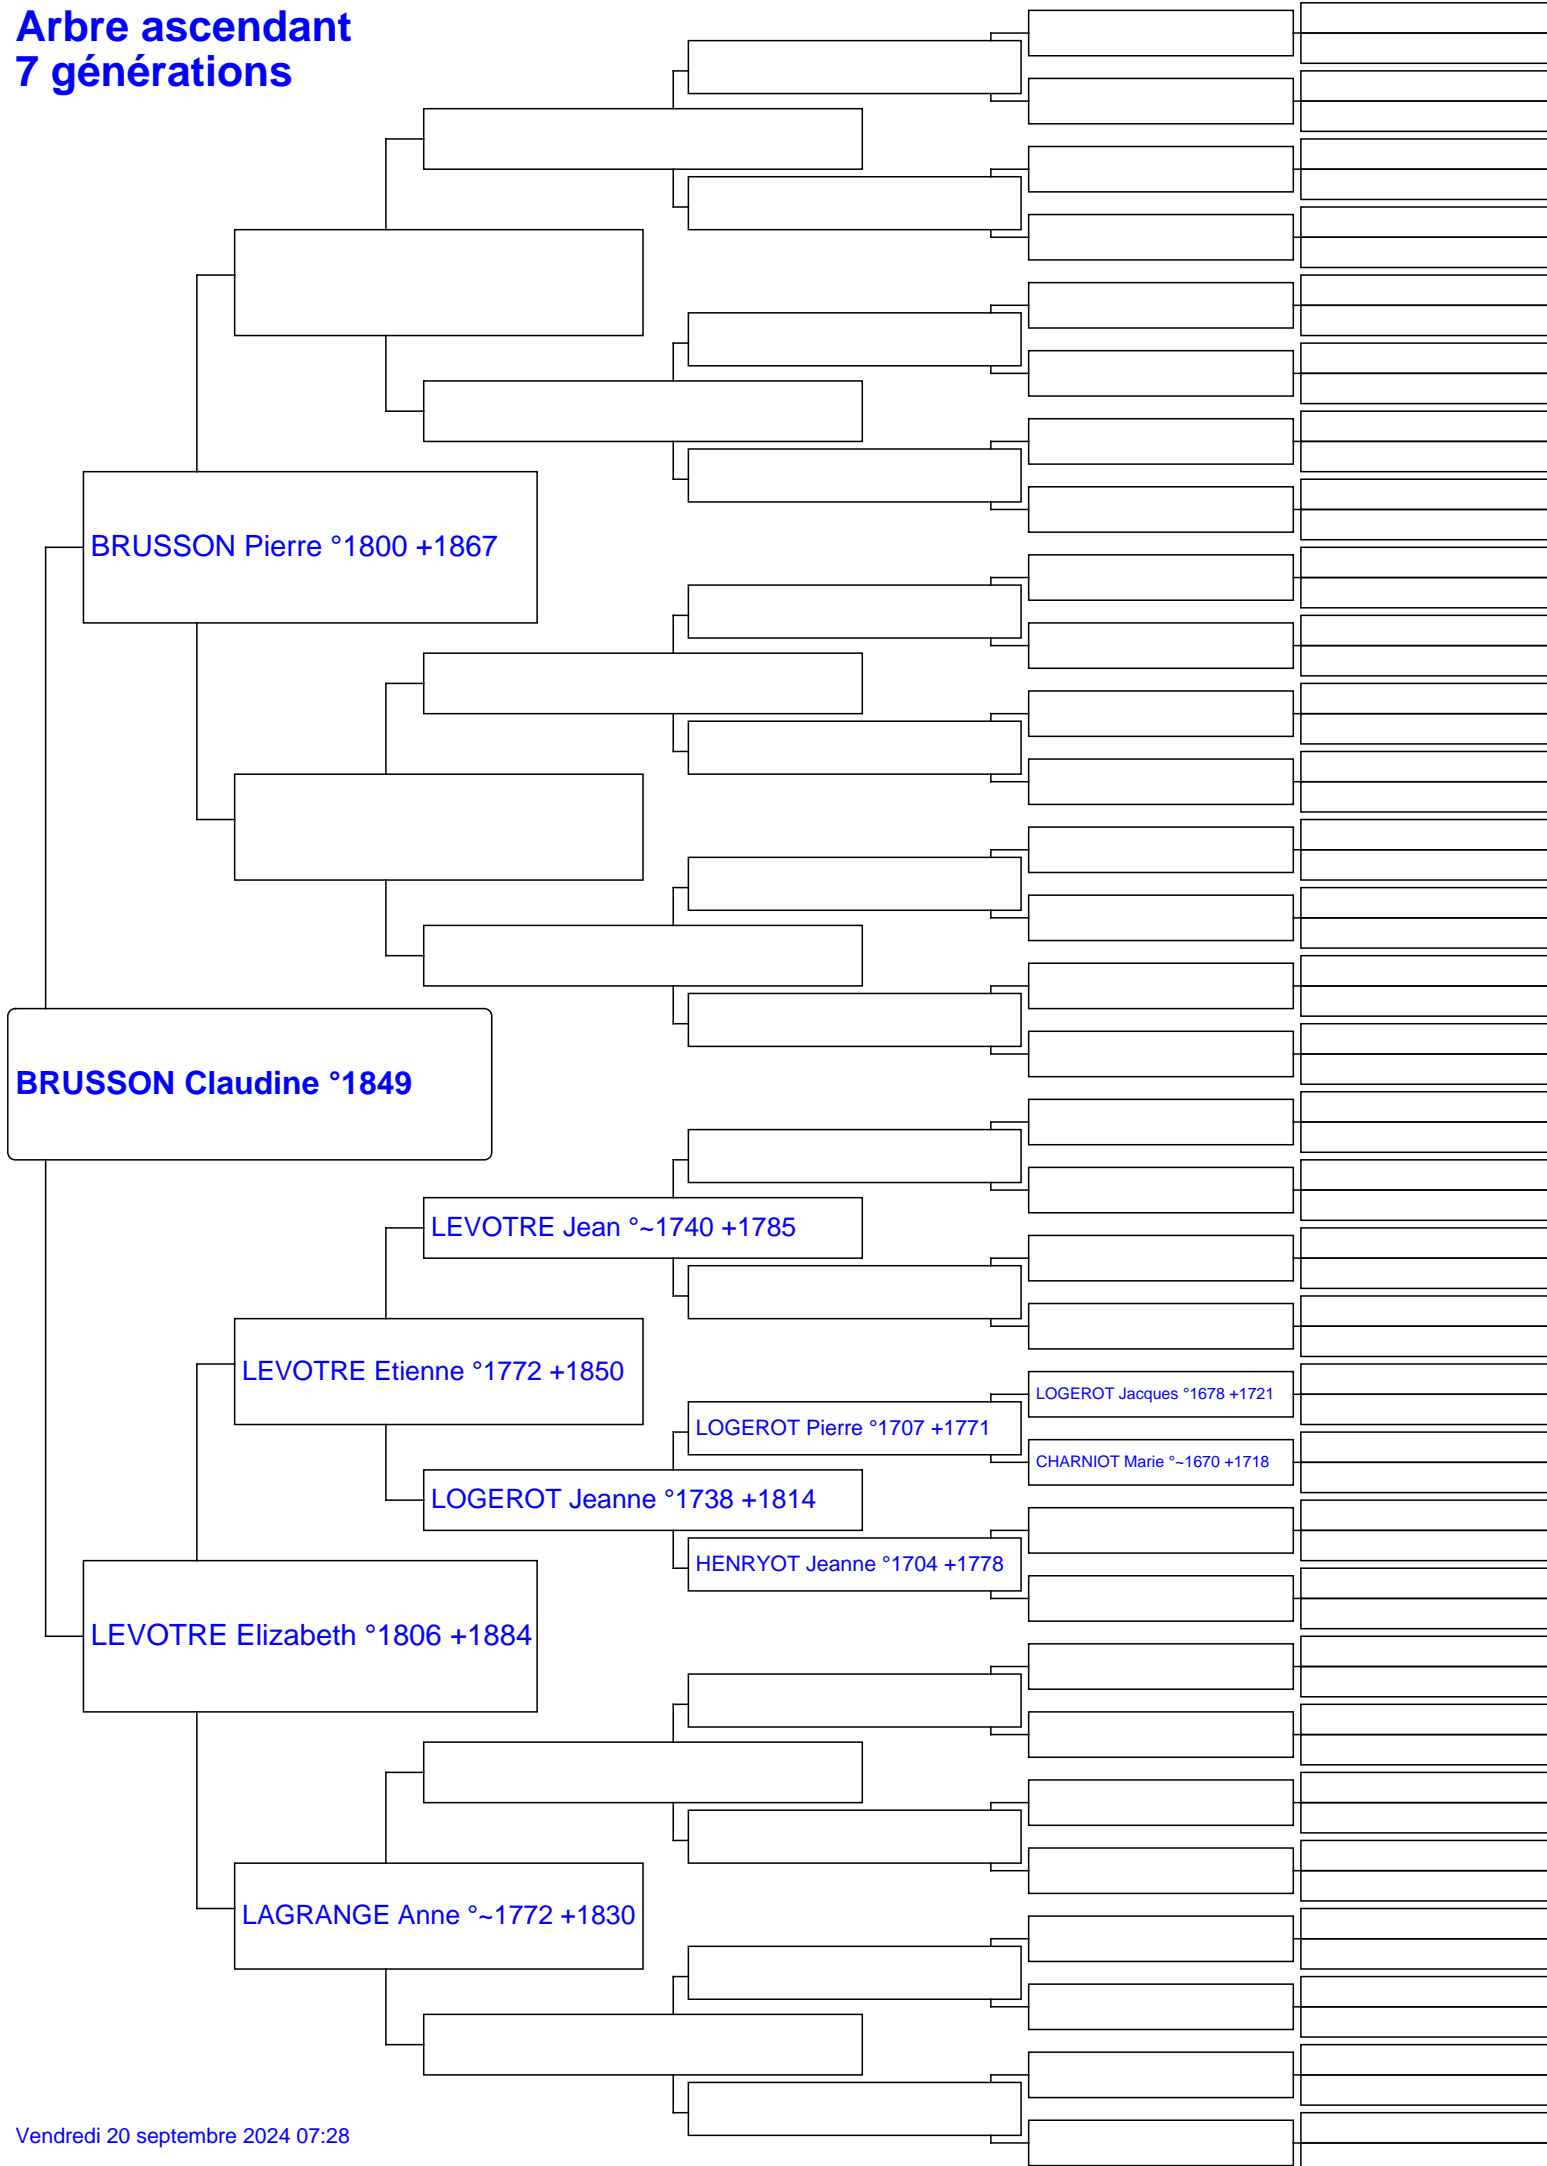 Arbre ascendant
7 générations
BRUSSON Pierre °1800 +1867
BRUSSON Claudine °1849
LEVOTRE Jean °~1740 +1785
LEVOTRE Etienne °1772 +1850
LOGEROT Jacques °1678 +1721
LOGEROT Pierre °1707 +1771
CHARNIOT Marie °~1670 +1718
LOGEROT Jeanne °1738 +1814
HENRYOT Jeanne °1704 +1778
LEVOTRE Elizabeth °1806 +1884
LAGRANGE Anne °~1772 +1830
Vendredi 20 septembre 2024 07:28